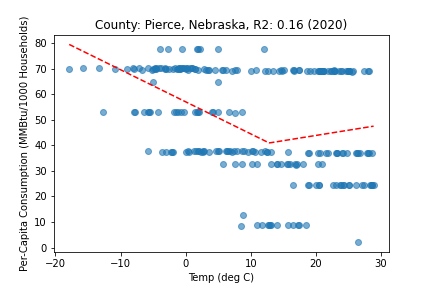 County: Pierce, Nebraska, R2: 0.16 (2020)
Per-Capita Consumption (MMBtu/1000 Households)
80
70
60
50
40
30
20
10
0
−20 −10 0 10 20 30
Temp (deg C)